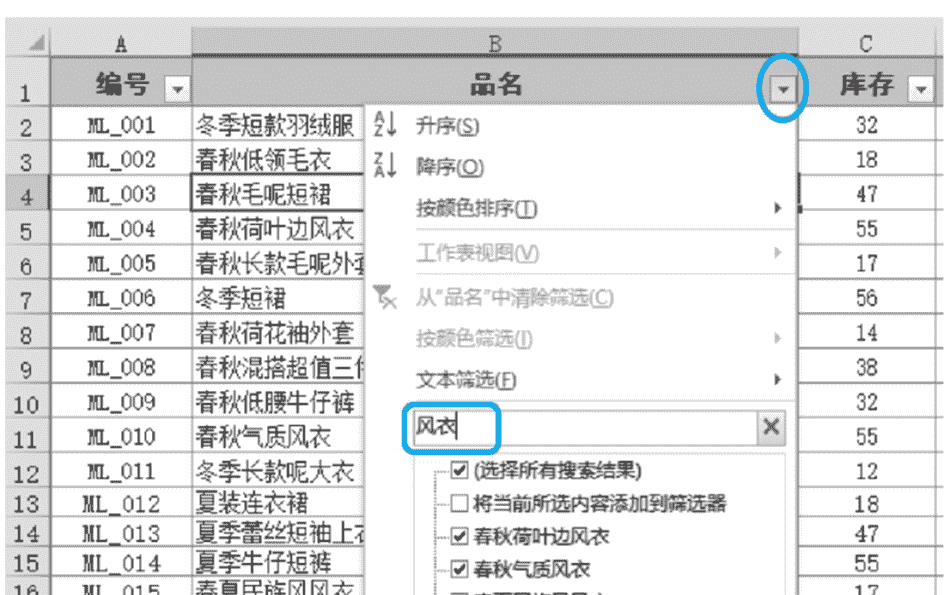 A B C
1 编号 品名 库存
2 ML_001 冬季短款羽绒服 升序(S) 32
3 ML_002 春秋低领毛衣 降序(O) 18
4 ML_003 春秋毛呢短裙 按颜色排序(T) 47
5 ML_004 春秋荷叶边风衣 55
工作表视图(V)
6 ML_005 春秋长款毛呢外套 17
7 ML_006 冬季短裙 从"品名"中清除筛选(C) 56
8 ML_007 春秋荷花袖外套 按颜色筛选(I) 14
9 ML_008 春秋混搭超值三 文本筛选(F) 38
10 ML_009 春秋低腰牛仔裤 32
风衣
11 ML_010 春秋气质风衣 55
12 ML_011 冬季长款呢大衣 (选择所有搜索结果) 12
13 ML_012 夏装连衣裙 将当前所选内容添加到筛选器 18
14 ML_013 夏季蕾丝短袖上衣 春秋荷叶边风衣 47
15 ML_014 夏季牛仔短裤 春秋气质风衣 55
16 ML_015 春夏民族风风衣 17